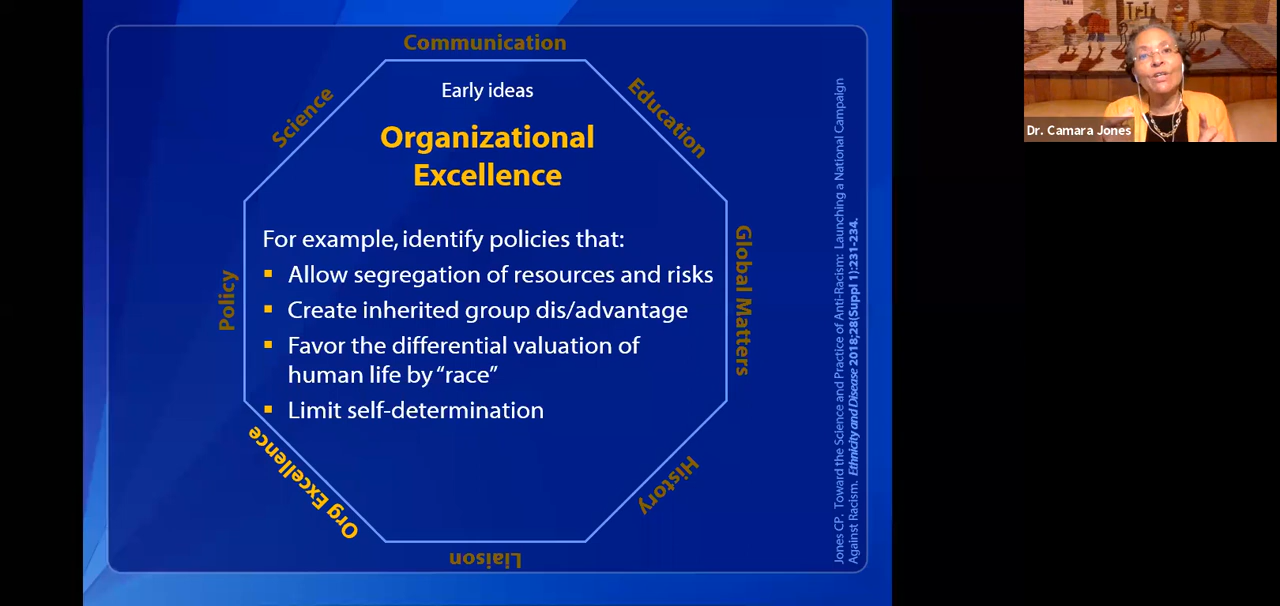 Communication
Science
Education
Early ideas
Organizational
Excellence
For example, identify policies that:
▪ Allow segregation of resources and risks
▪ Create inherited group dis/advantage
▪ Favor the differential valuation of
human life by “race”
▪ Limit self-determination
Policy
Global Matters
Org Excellence
History
Liaison
Jones CP. Toward the Science and Practice of Anti-Racism: Launching a National Campaign
Against Racism. Ethnicity and Disease 2018;28(Suppl 1):231-234.
Dr. Camara Jones